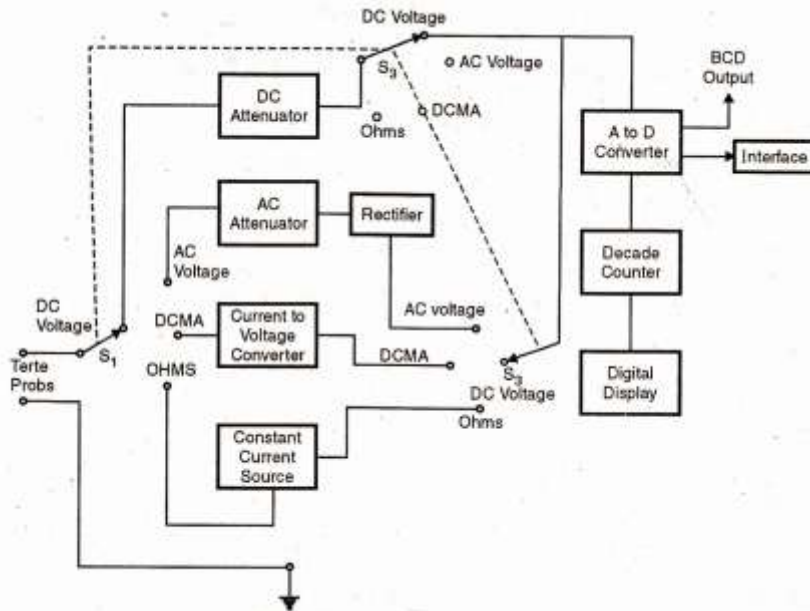 DC Voltage
S3
AC Voltage
BCD
Output
DC
Attenuator
Ohms
DCMA
A to D
Converter
Interface
AC
Attenuator
Rectifier
AC
Voltage
Decade
Counter
DC
Voltage
S1
DCMA
Current to
Voltage
Converter
AC voltage
DCMA
Terte
Probs
OHMS
S3
DC Voltage
Ohms
Digital
Display
Constant
Current
Source